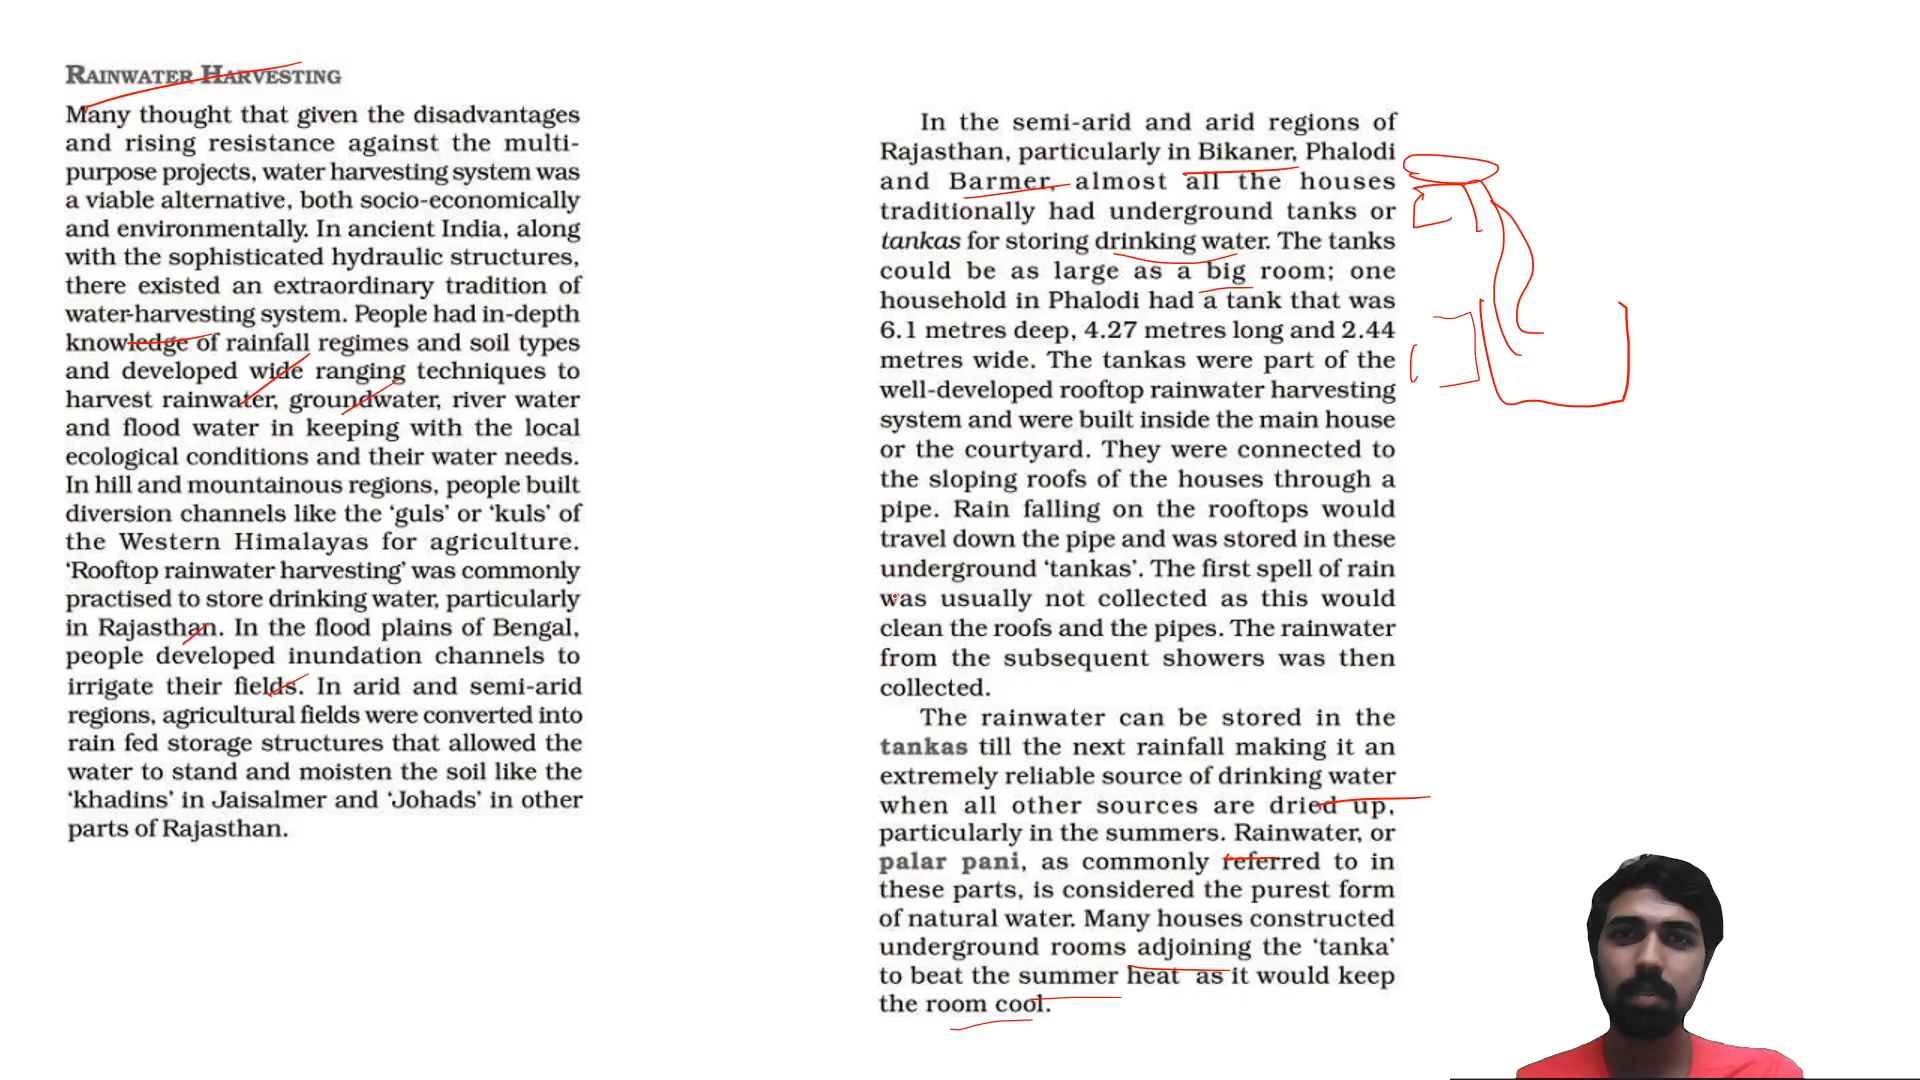 RAINWATER HARVESTING
Many thought that given the disadvantages
and rising resistance against the multi-
purpose projects, water harvesting system was
a viable alternative, both socio-economically
and environmentally. In ancient India, along
with the sophisticated hydraulic structures,
there existed an extraordinary tradition of
water-harvesting system. People had in-depth
knowledge of rainfall regimes and soil types
and developed wide ranging techniques to
harvest rainwater, groundwater, river water
and flood water in keeping with the local
ecological conditions and their water needs.
In hill and mountainous regions, people built
diversion channels like the ‘guls’ or ‘kuls’ of
the Western Himalayas for agriculture.
‘Rooftop rainwater harvesting’ was commonly
practised to store drinking water, particularly
in Rajasthan. In the flood plains of Bengal,
people developed inundation channels to
irrigate their fields. In arid and semi-arid
regions, agricultural fields were converted into
rain fed storage structures that allowed the
water to stand and moisten the soil like the
‘khadins’ in Jaisalmer and ‘Johads’ in other
parts of Rajasthan.
In the semi-arid and arid regions of
Rajasthan, particularly in Bikaner, Phalodi
and Barmer, almost all the houses
traditionally had underground tanks or
tankas for storing drinking water. The tanks
could be as large as a big room; one
household in Phalodi had a tank that was
6.1 metres deep, 4.27 metres long and 2.44
metres wide. The tankas were part of the
well-developed rooftop rainwater harvesting
system and were built inside the main house
or the courtyard. They were connected to
the sloping roofs of the houses through a
pipe. Rain falling on the rooftops would
travel down the pipe and was stored in these
underground ‘tankas’. The first spell of rain
was usually not collected as this would
clean the roofs and the pipes. The rainwater
from the subsequent showers was then
collected.
The rainwater can be stored in the
tankas till the next rainfall making it an
extremely reliable source of drinking water
when all other sources are dried up,
particularly in the summers. Rainwater, or
palar pani, as commonly referred to in
these parts, is considered the purest form
of natural water. Many houses constructed
underground rooms adjoining the ‘tanka’
to beat the summer heat as it would keep
the room cool.